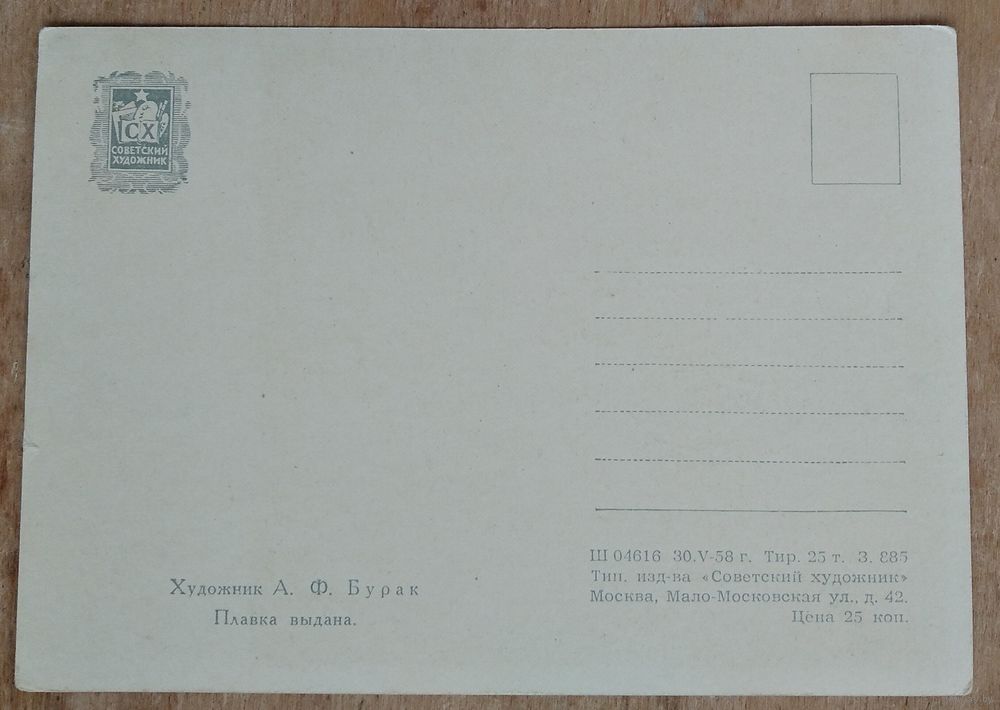 СХ
СОВЕТСКИЙ
ХУДОЖНИК
Художник А. Ф. Бурак
Плавка выдана.
Ш 04616 30.V-58 г. Тир. 25 т. З. 885
Тип. изд-ва «Советский художник»
Москва, Мало-Московская ул., д. 42.
Цена 25 коп.